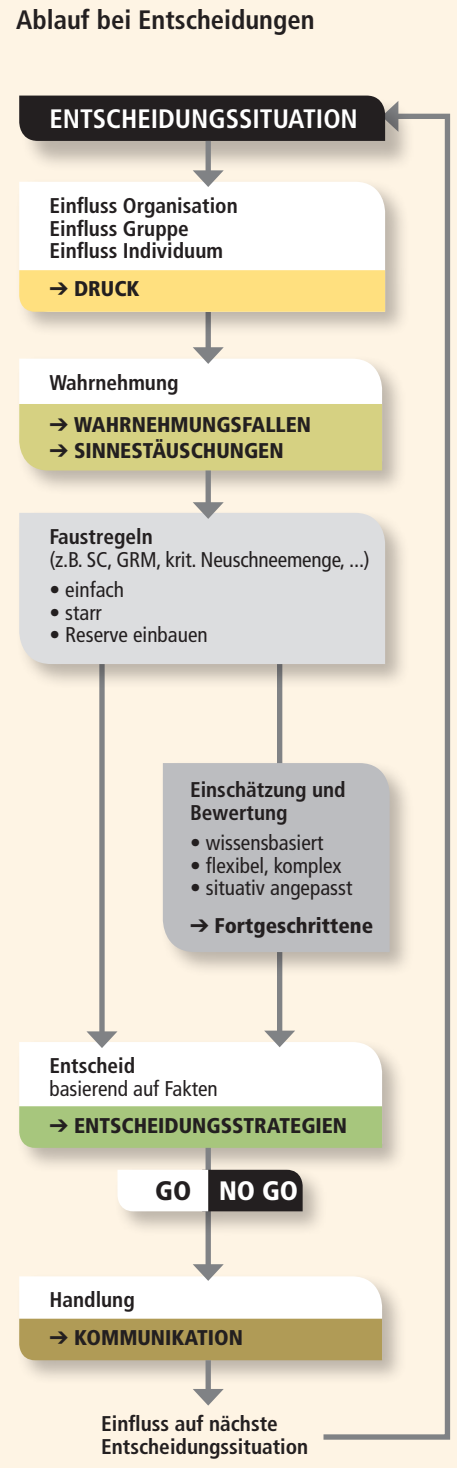 Ablauf bei Entscheidungen
ENTSCHEIDUNGSSITUATION
Einfluss Organisation
Einfluss Gruppe
Einfluss Individuum
➔ DRUCK
Wahrnehmung
➔ WAHRNEHMUNGSFALLEN
➔ SINNESTÄUSCHUNGEN
Faustregeln
(z.B. SC, GRM, krit. Neuschneemenge, ...)
• einfach
• starr
• Reserve einbauen
Einschätzung und
Bewertung
• wissensbasiert
• flexibel, komplex
• situativ angepasst
➔ Fortgeschrittene
Entscheid
basierend auf Fakten
➔ ENTSCHEIDUNGSSTRATEGIEN
GO NO GO
Handlung
➔ KOMMUNIKATION
Einfluss auf nächste
Entscheidungssituation